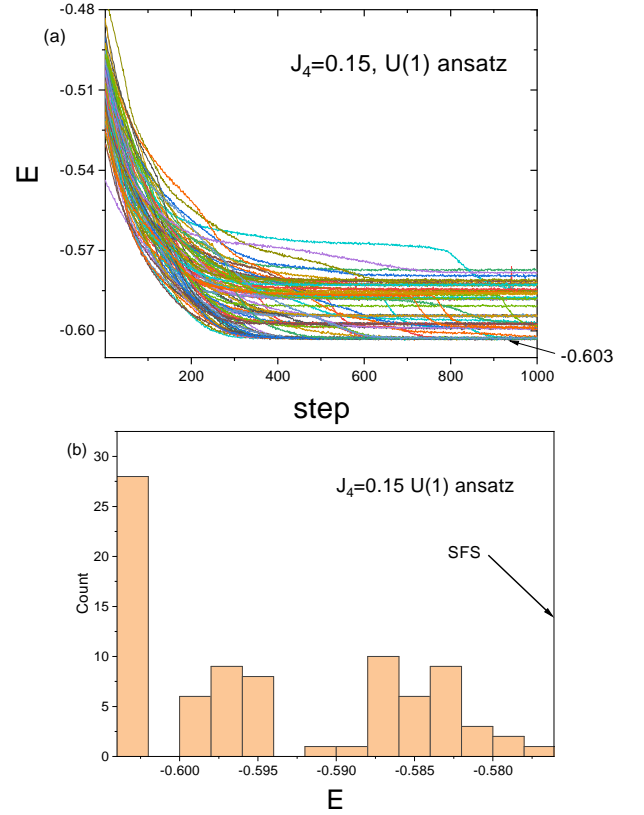 -0.48
(a)
J4=0.15, U(1) ansatz
-0.51
-0.54
E
-0.57
-0.60
-0.603
200 400 600 800 1000
step
(b)
30
J4=0.15 U(1) ansatz
25
SFS
20
Count
15
10
5
0
-0.600 -0.595 -0.590 -0.585 -0.580
E